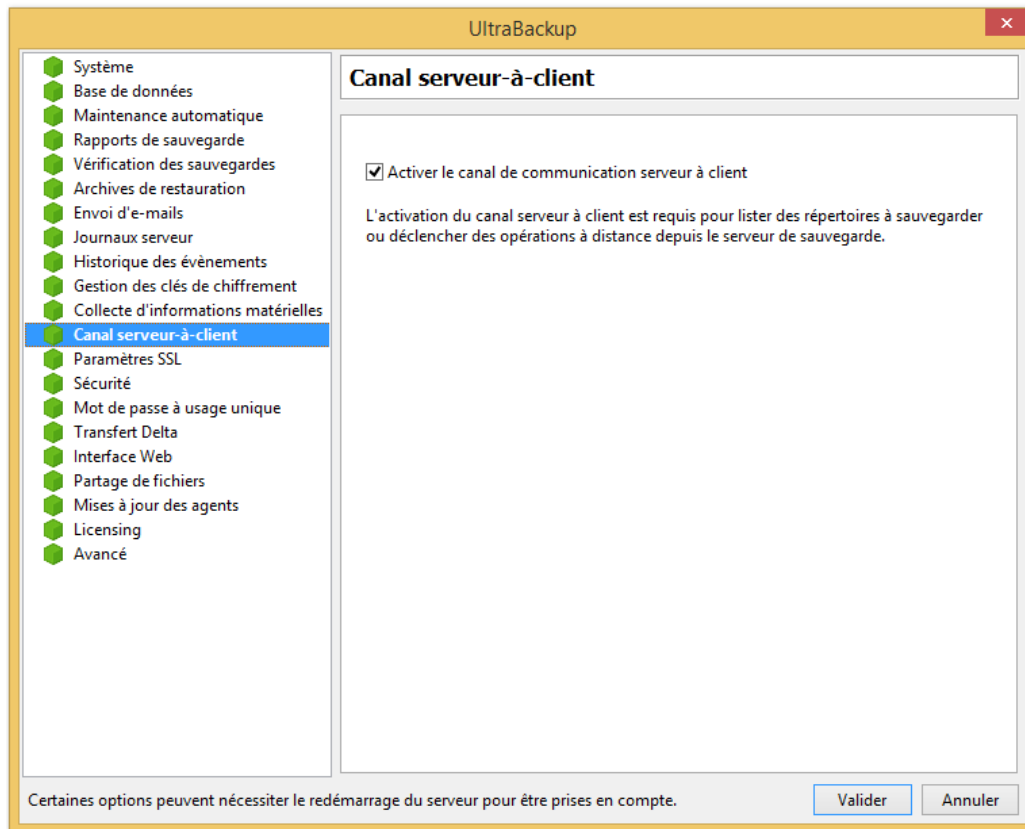 UltraBackup
Système
Base de données
Maintenance automatique
Rapports de sauvegarde
Vérification des sauvegardes
Archives de restauration
Envoi d'e-mails
Journaux serveur
Historique des évènements
Gestion des clés de chiffrement
Collecte d'informations matérielles
Canal serveur-à-client
Paramètres SSL
Sécurité
Mot de passe à usage unique
Transfert Delta
Interface Web
Partage de fichiers
Mises à jour des agents
Licensing
Avancé
Canal serveur-à-client
Activer le canal de communication serveur à client
L'activation du canal serveur à client est requis pour lister des répertoires à sauvegarder
ou déclencher des opérations à distance depuis le serveur de sauvegarde.
Certaines options peuvent nécessiter le redémarrage du serveur pour être prises en compte.
Valider
Annuler